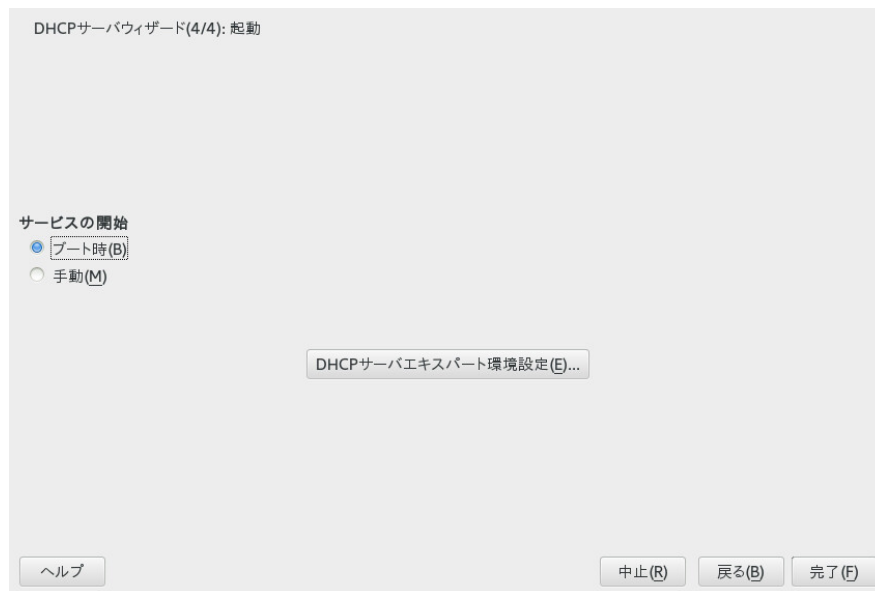 DHCPサーバウィザード(4/4): 起動
サービスの開始
ブート時(B)
手動(M)
DHCPサーバエキスパート環境設定(E)...
ヘルプ
中止(R)
戻る(B)
完了(F)